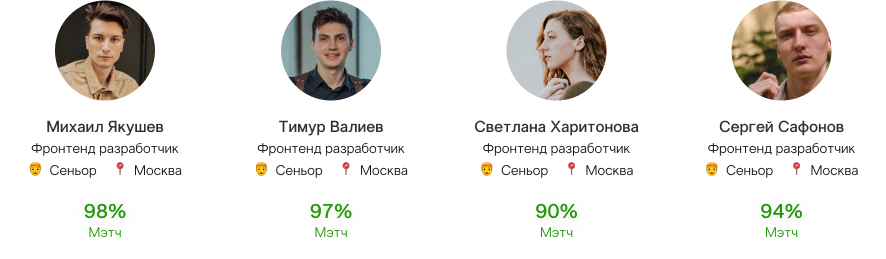 Михаил Якушев
Фронтенд разработчик
Сеньор Москва
98%
Мэтч
Тимур Валиев
Фронтенд разработчик
Сеньор Москва
97%
Мэтч
Светлана Харитонова
Фронтенд разработчик
Сеньор Москва
90%
Мэтч
Сергей Сафонов
Фронтенд разработчик
Сеньор Москва
94%
Мэтч